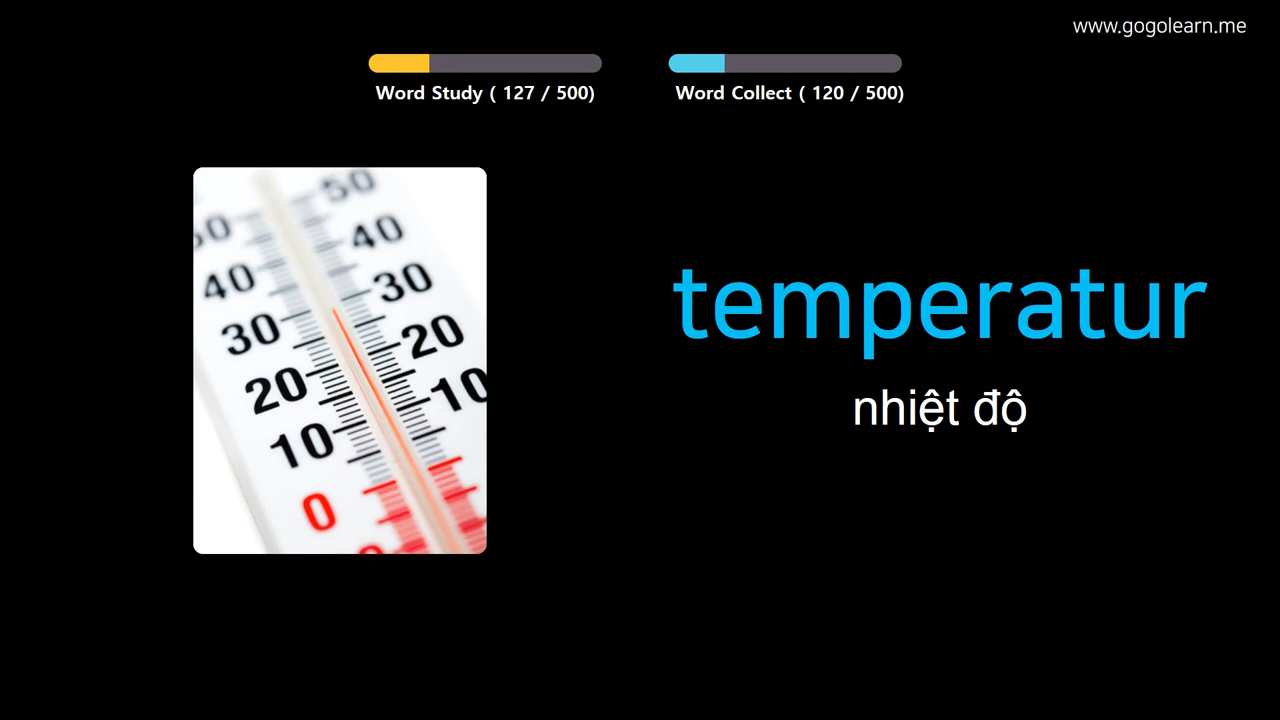 www.gogolearn.me
Word Study ( 127 / 500)
Word Collect ( 120 / 500)
50
50
40
40
30
30
20
20
10
10
0
temperatur
nhiệt độ